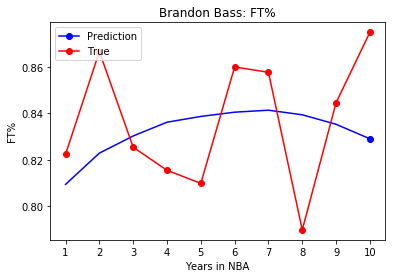 Brandon Bass: FT%
Prediction
True
FT%
0.86
0.84
0.82
0.80
1 2 3 4 5 6 7 8 9 10
Years in NBA